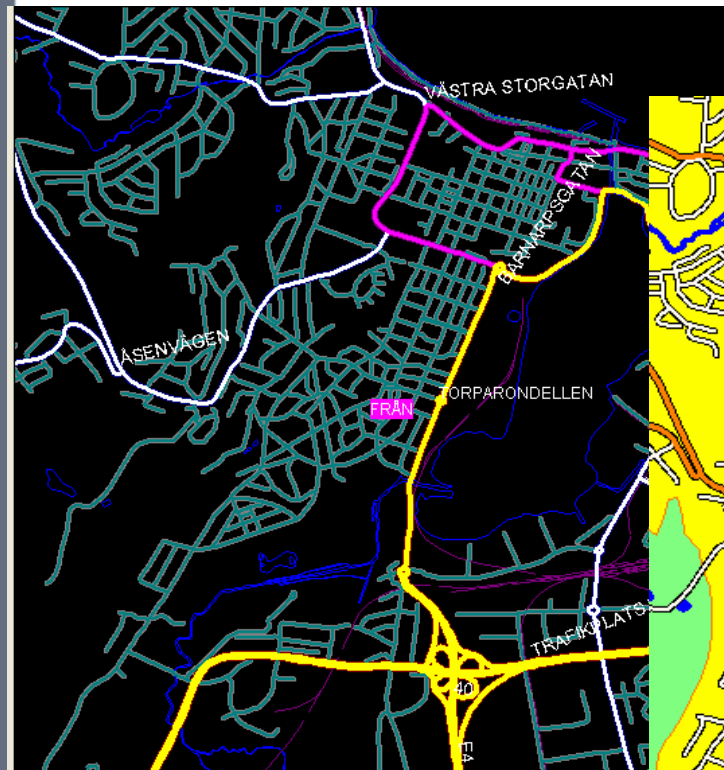 VÄSTRA STORGATAN
BARNARPSGATAN
ÅSENVÄGEN
TORPARONDELLEN
FRÅN
TRAFIKPLATS
40
E4